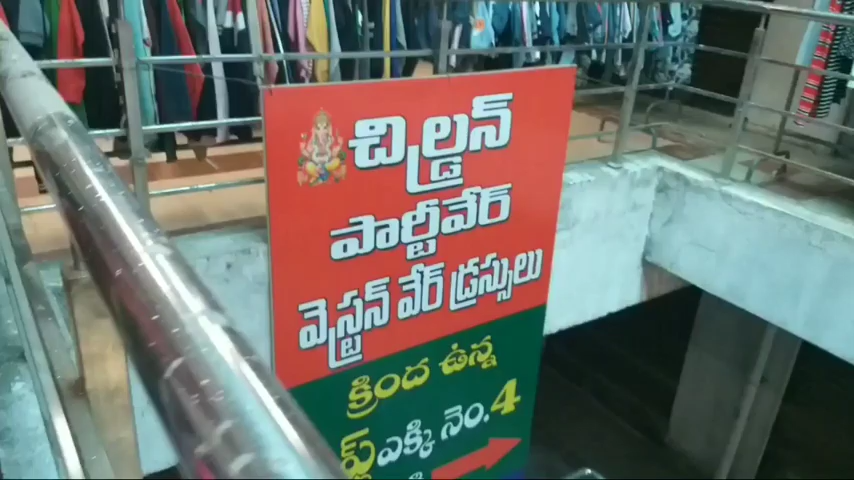 చిల్డ్రన్
పార్టీవేర్
వెస్ట్రన్ వేర్ డ్రస్సులు
క్రింద ఉన్న
ఎక్కి నెం.4